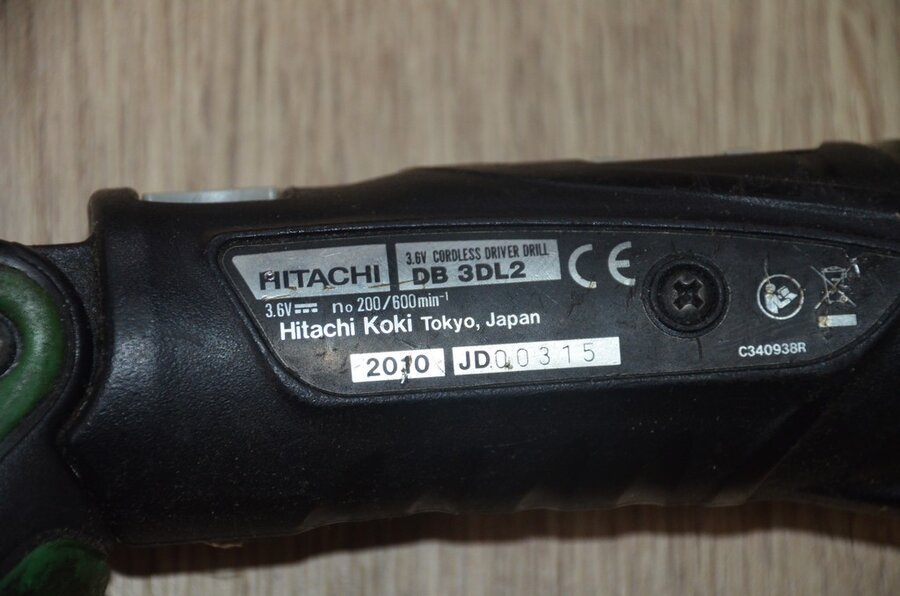 HITACHI
3.6V CORDLESS DRIVER DRILL
DB 3DL2
CE
3.6V⎓ no 200/600min⁻¹
Hitachi Koki Tokyo, Japan
2010 JD00315
C340938R